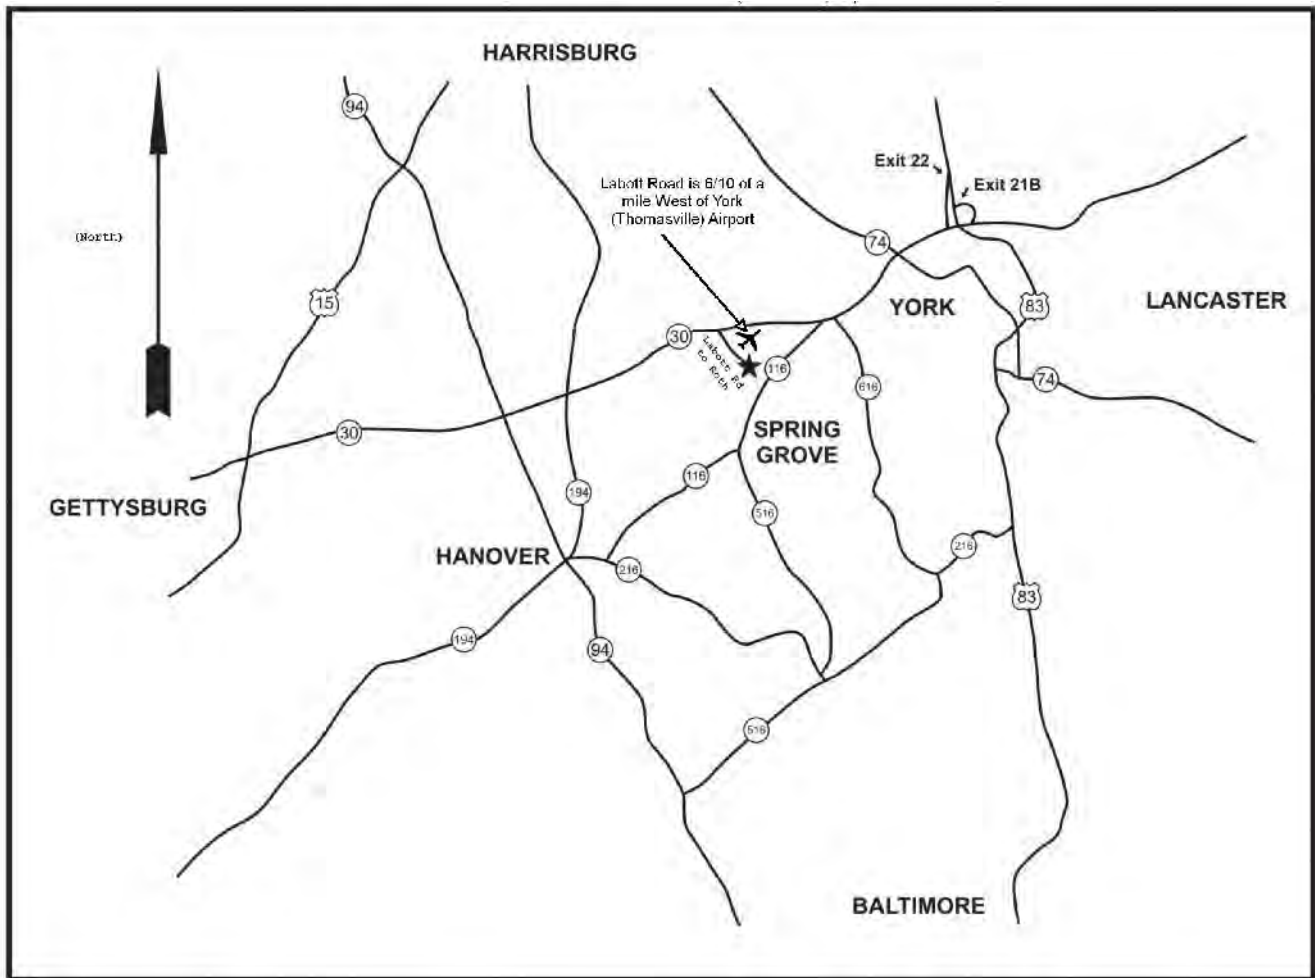 HARRISBURG
94
Exit 22
Exit 21B
Labott Road is 6/10 of a
mile West of York
(Thomasville) Airport
(North)
74
15
YORK
LANCASTER
83
30
Labott Rd
to Roth
116
616
74
30
SPRING
GROVE
116
194
516
GETTYSBURG
HANOVER
216
216
83
194
94
516
BALTIMORE